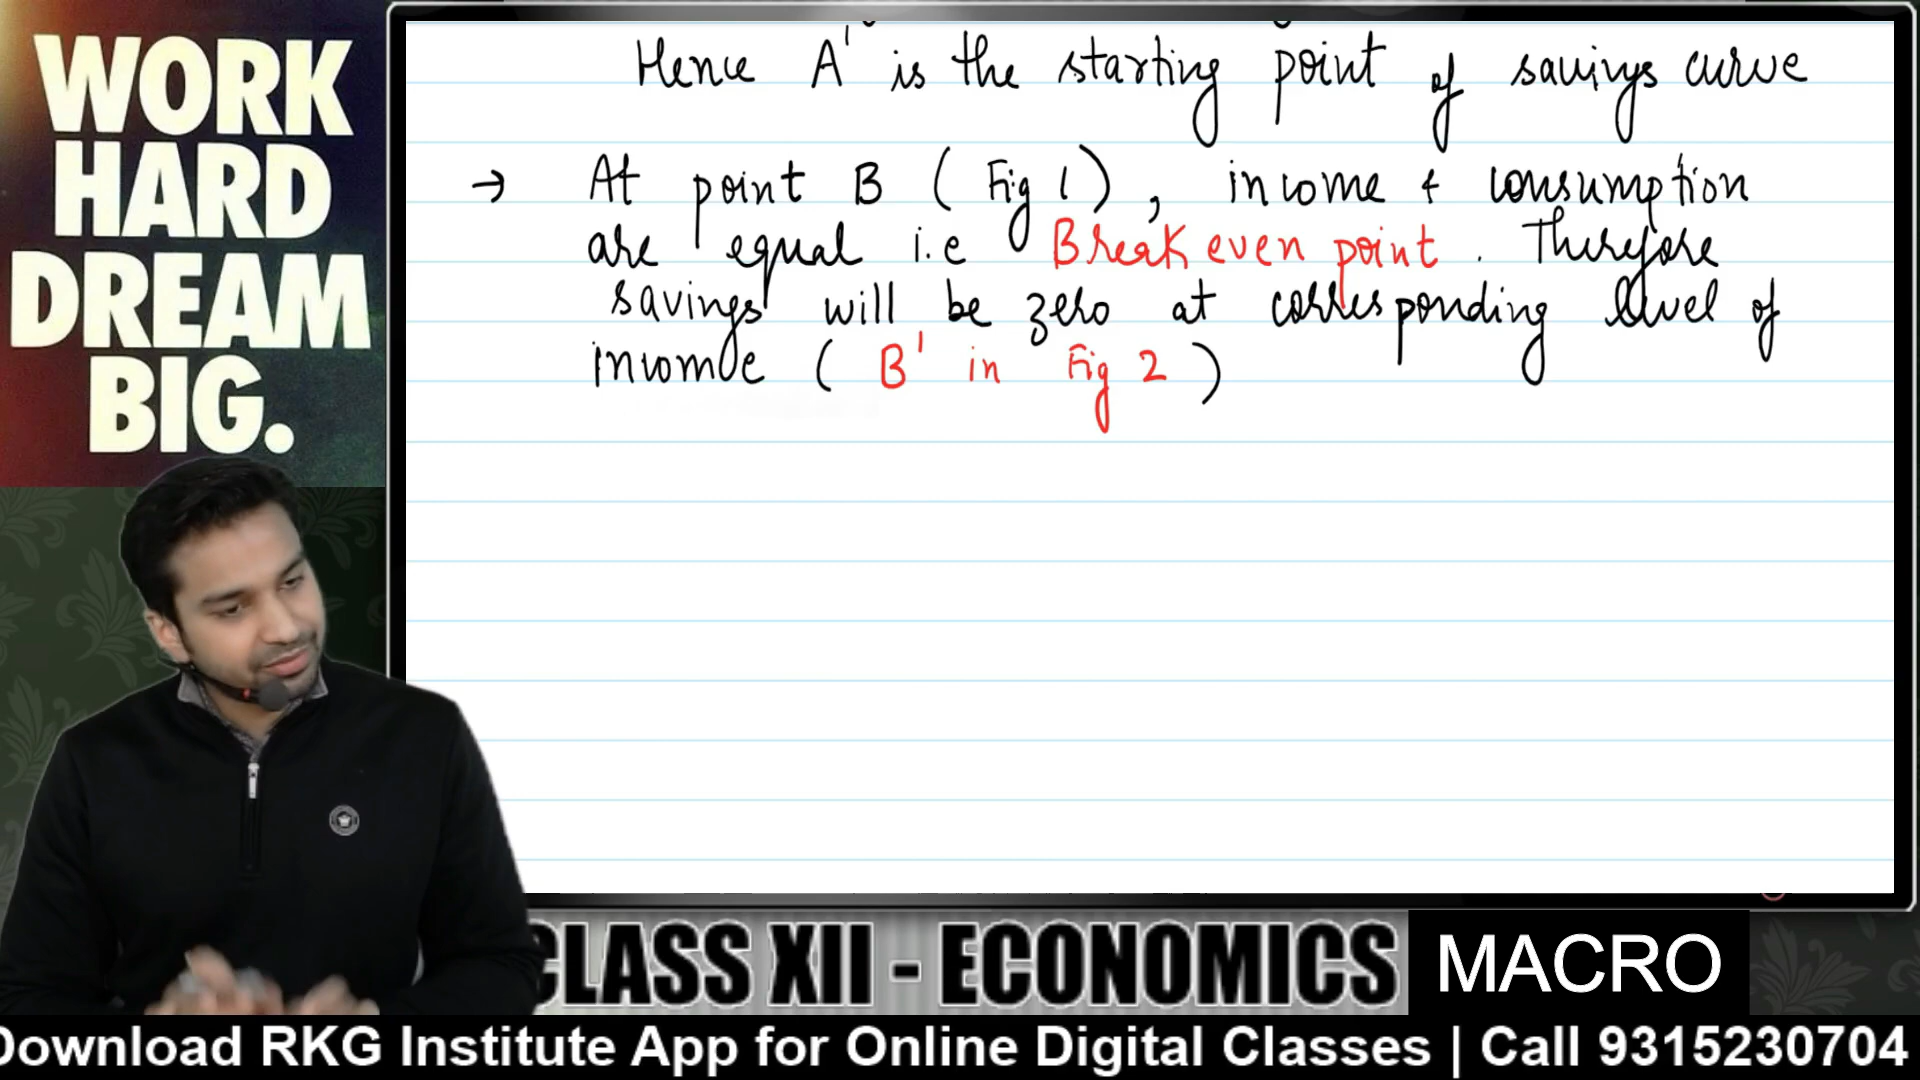 WORK
HARD
DREAM
BIG.
Hence A' is the starting point of savings curve
→ At point B ( Fig 1 ), income & consumption
are equal i.e Break even point . Therefore
savings will be zero at corresponding level of
income ( B' in Fig 2 )
CLASS XII - ECONOMICS
MACRO
Download RKG Institute App for Online Digital Classes | Call 9315230704